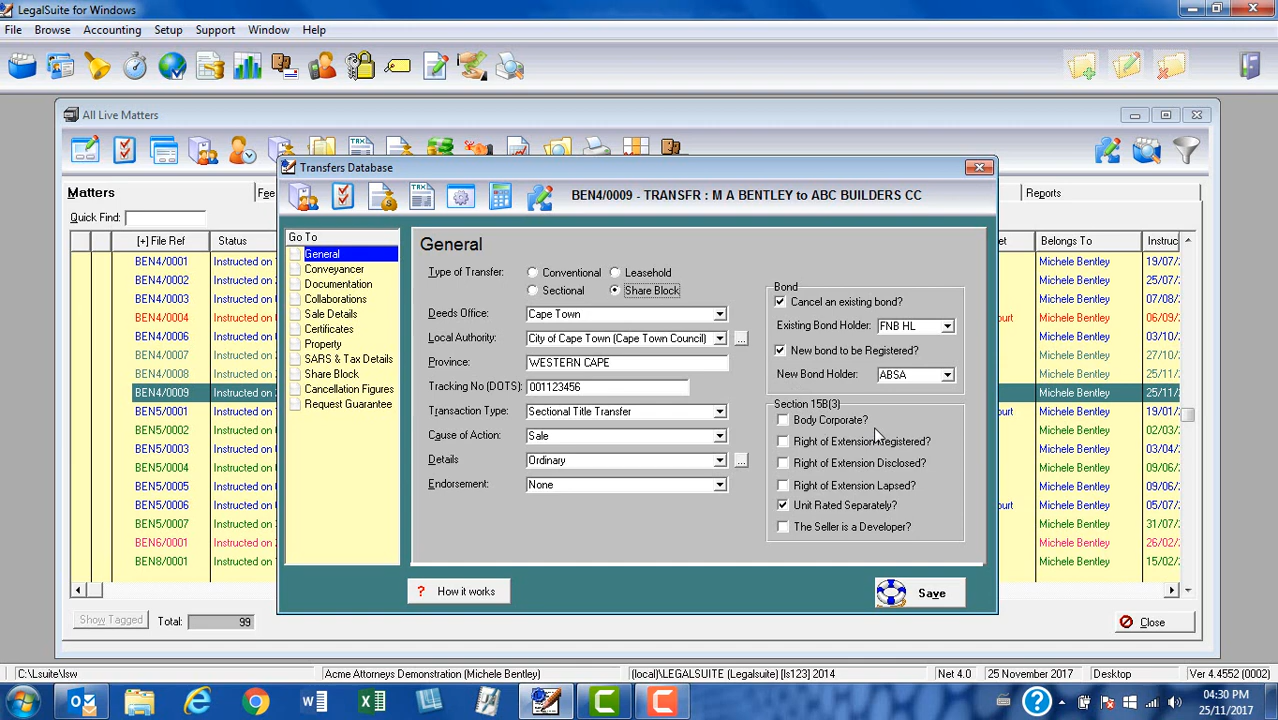 LegalSuite for Windows
File Browse Accounting Setup Support Window Help
All Live Matters
Transfers Database
BEN4/0009 - TRANSFR : M A BENTLEY to ABC BUILDERS CC
Matters Fee Reports
Quick Find:
[+] File Ref Status Belongs To Instruc
BEN4/0001 Instructed on Michele Bentley 19/07/
BEN4/0002 Instructed on Michele Bentley 25/07/
BEN4/0003 Instructed on Michele Bentley 07/08/
BEN4/0004 Instructed on Michele Bentley 06/09/
BEN4/0005 Instructed on Michele Bentley 03/10/
BEN4/0007 Instructed on Michele Bentley 25/11/
BEN4/0008 Instructed on Michele Bentley 25/11/
BEN4/0009 Instructed on Michele Bentley 25/11/
BEN5/0001 Instructed on Michele Bentley 19/01/
BEN5/0003 Instructed on Michele Bentley 02/03/
BEN5/0004 Instructed on Michele Bentley 03/04/
BEN5/0004 Instructed on Michele Bentley 09/06/
BEN5/0006 Instructed on Michele Bentley 03/07/
BEN5/0007 Instructed on Michele Bentley 31/07/
BEN6/0001 Instructed on Michele Bentley 26/02/
BEN8/0001 Instructed on Michele Bentley 15/02/
Go To
General
Conveyancer
Documentation
Collaborations
Sale Details
Certificates
Property
SARS & Tax Details
Share Block
Cancellation Figures
Request Guarantee
General
Type of Transfer: Conventional Leasehold
Sectional Share Block
Deeds Office: Cape Town
Local Authority: City of Cape Town (Cape Town Council) ...
Province: WESTERN CAPE
Tracking No (DOTS): 001123456
Transaction Type: Sectional Title Transfer
Cause of Action: Sale
Details Ordinary ...
Endorsement: None
Bond
Cancel an existing bond?
Existing Bond Holder: FNB HL
New bond to be Registered?
New Bond Holder: ABSA
Section 15B(3)
Body Corporate?
Right of Extension Registered?
Right of Extension Disclosed?
Right of Extension Lapsed?
Unit Rated Separately?
The Seller is a Developer?
? How it works Save
Show Tagged Total: 99 Close
C:\Lsuite\lsw Acme Attorneys Demonstration (Michele Bentley) (local)\LEGALSUITE (Legalsuite) [ls123] 2014 Net 4.0 25 November 2017 Desktop Ver 4.4552 (0002)
04:30 PM
25/11/2017